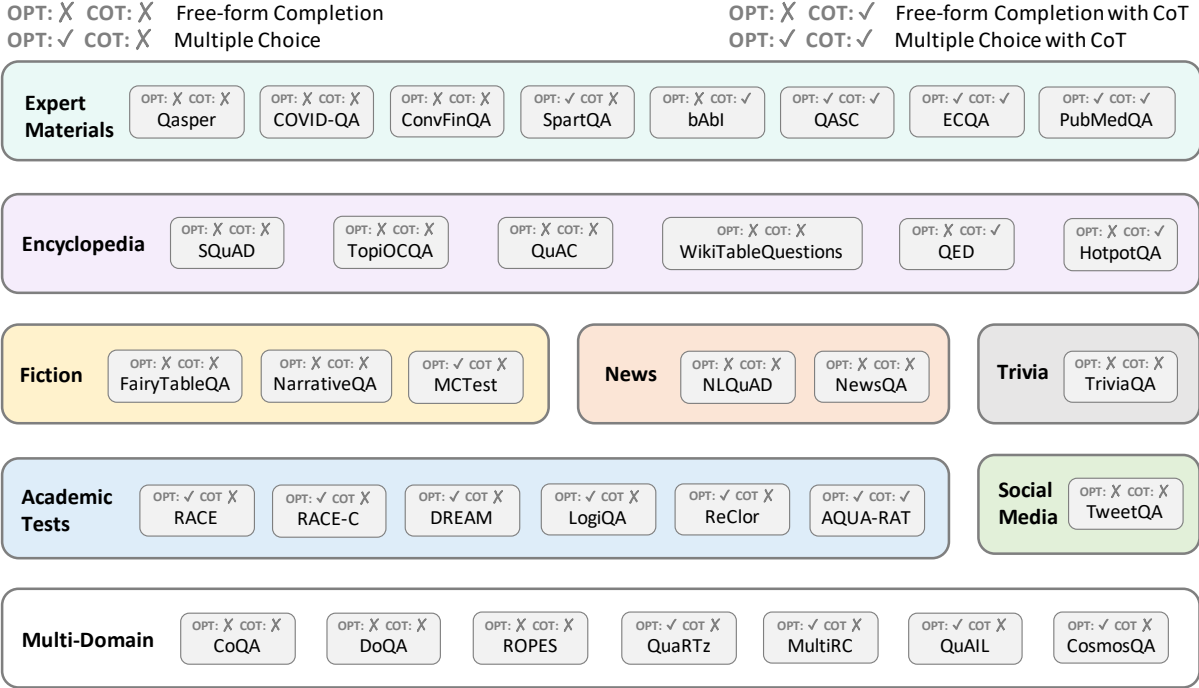 OPT: ✗ COT: ✗ Free-form Completion
OPT: ✗ COT: ✓ Free-form Completion with CoT
OPT: ✓ COT: ✗ Multiple Choice
OPT: ✓ COT: ✓ Multiple Choice with CoT
Expert
Materials
OPT: ✗ COT: ✗
Qasper
OPT: ✗ COT: ✗
COVID-QA
OPT: ✗ COT: ✗
ConvFinQA
OPT: ✓ COT ✗
SpartQA
OPT: ✗ COT: ✓
bAbI
OPT: ✓ COT: ✓
QASC
OPT: ✓ COT: ✓
ECQA
OPT: ✓ COT: ✓
PubMedQA
Encyclopedia
OPT: ✗ COT: ✗
SQuAD
OPT: ✗ COT: ✗
TopiOCQA
OPT: ✗ COT: ✗
QuAC
OPT: ✗ COT: ✗
WikiTableQuestions
OPT: ✗ COT: ✓
QED
OPT: ✗ COT: ✓
HotpotQA
Fiction
OPT: ✗ COT: ✗
FairyTableQA
OPT: ✗ COT: ✗
NarrativeQA
OPT: ✓ COT ✗
MCTest
News
OPT: ✗ COT: ✗
NLQuAD
OPT: ✗ COT: ✗
NewsQA
Trivia
OPT: ✗ COT: ✗
TriviaQA
Academic
Tests
OPT: ✓ COT ✗
RACE
OPT: ✓ COT ✗
RACE-C
OPT: ✓ COT ✗
DREAM
OPT: ✓ COT ✗
LogiQA
OPT: ✓ COT ✗
ReClor
OPT: ✓ COT: ✓
AQUA-RAT
Social
Media
OPT: ✗ COT: ✗
TweetQA
Multi-Domain
OPT: ✗ COT: ✗
CoQA
OPT: ✗ COT: ✗
DoQA
OPT: ✗ COT: ✗
ROPES
OPT: ✓ COT ✗
QuaRTz
OPT: ✓ COT ✗
MultiRC
OPT: ✓ COT ✗
QuAIL
OPT: ✓ COT ✗
CosmosQA